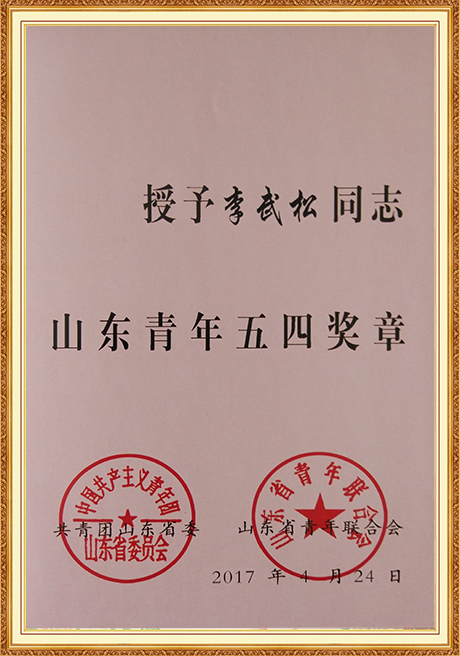 授予李武松同志
山东青年五四奖章
中国共产主义青年团
山东省委员会
共青团山东省委
山东省青年联合会
山东省青年联合会
2017 年 4 月 24 日